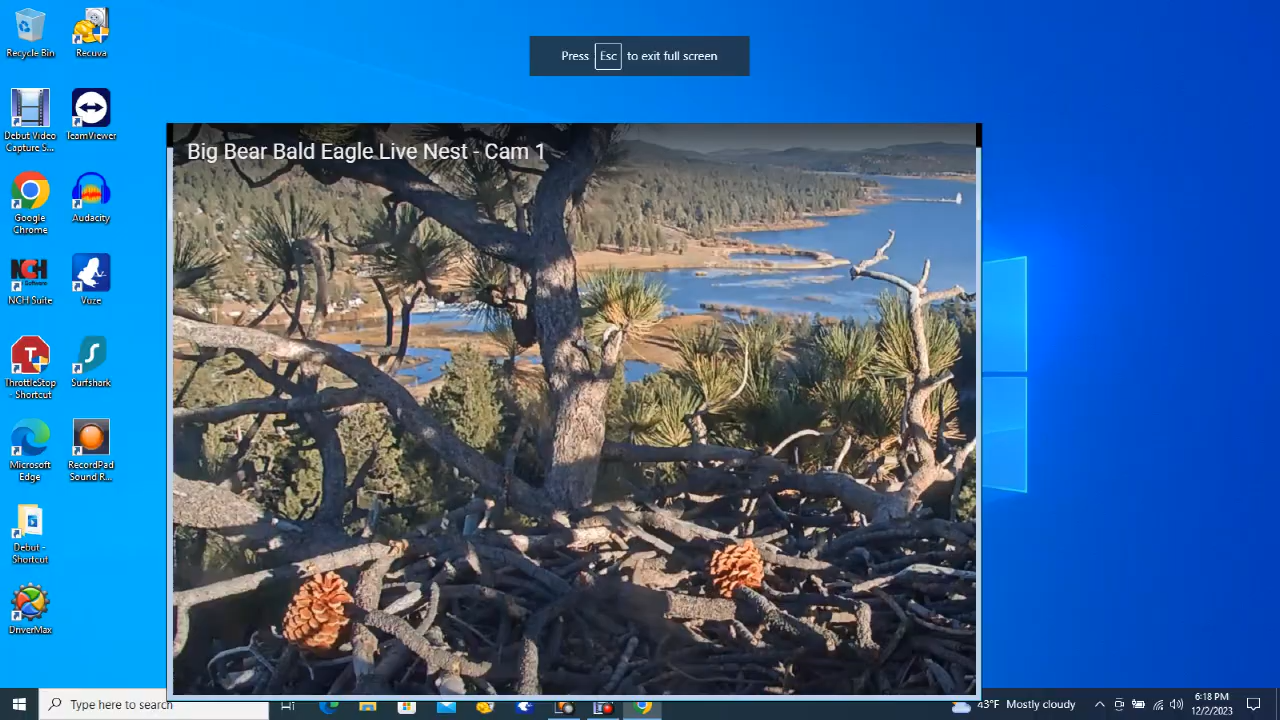 Recycle Bin
Recuva
Debut Video
Capture S...
TeamViewer
Google
Chrome
Audacity
NCH Suite
Vuze
ThrottleStop
- Shortcut
Surfshark
Microsoft
Edge
RecordPad
Sound R...
Debut -
Shortcut
DriverMax
NCH
Software
T
Press Esc to exit full screen
Big Bear Bald Eagle Live Nest - Cam 1
Type here to search
43°F Mostly cloudy
6:18 PM
12/2/2023